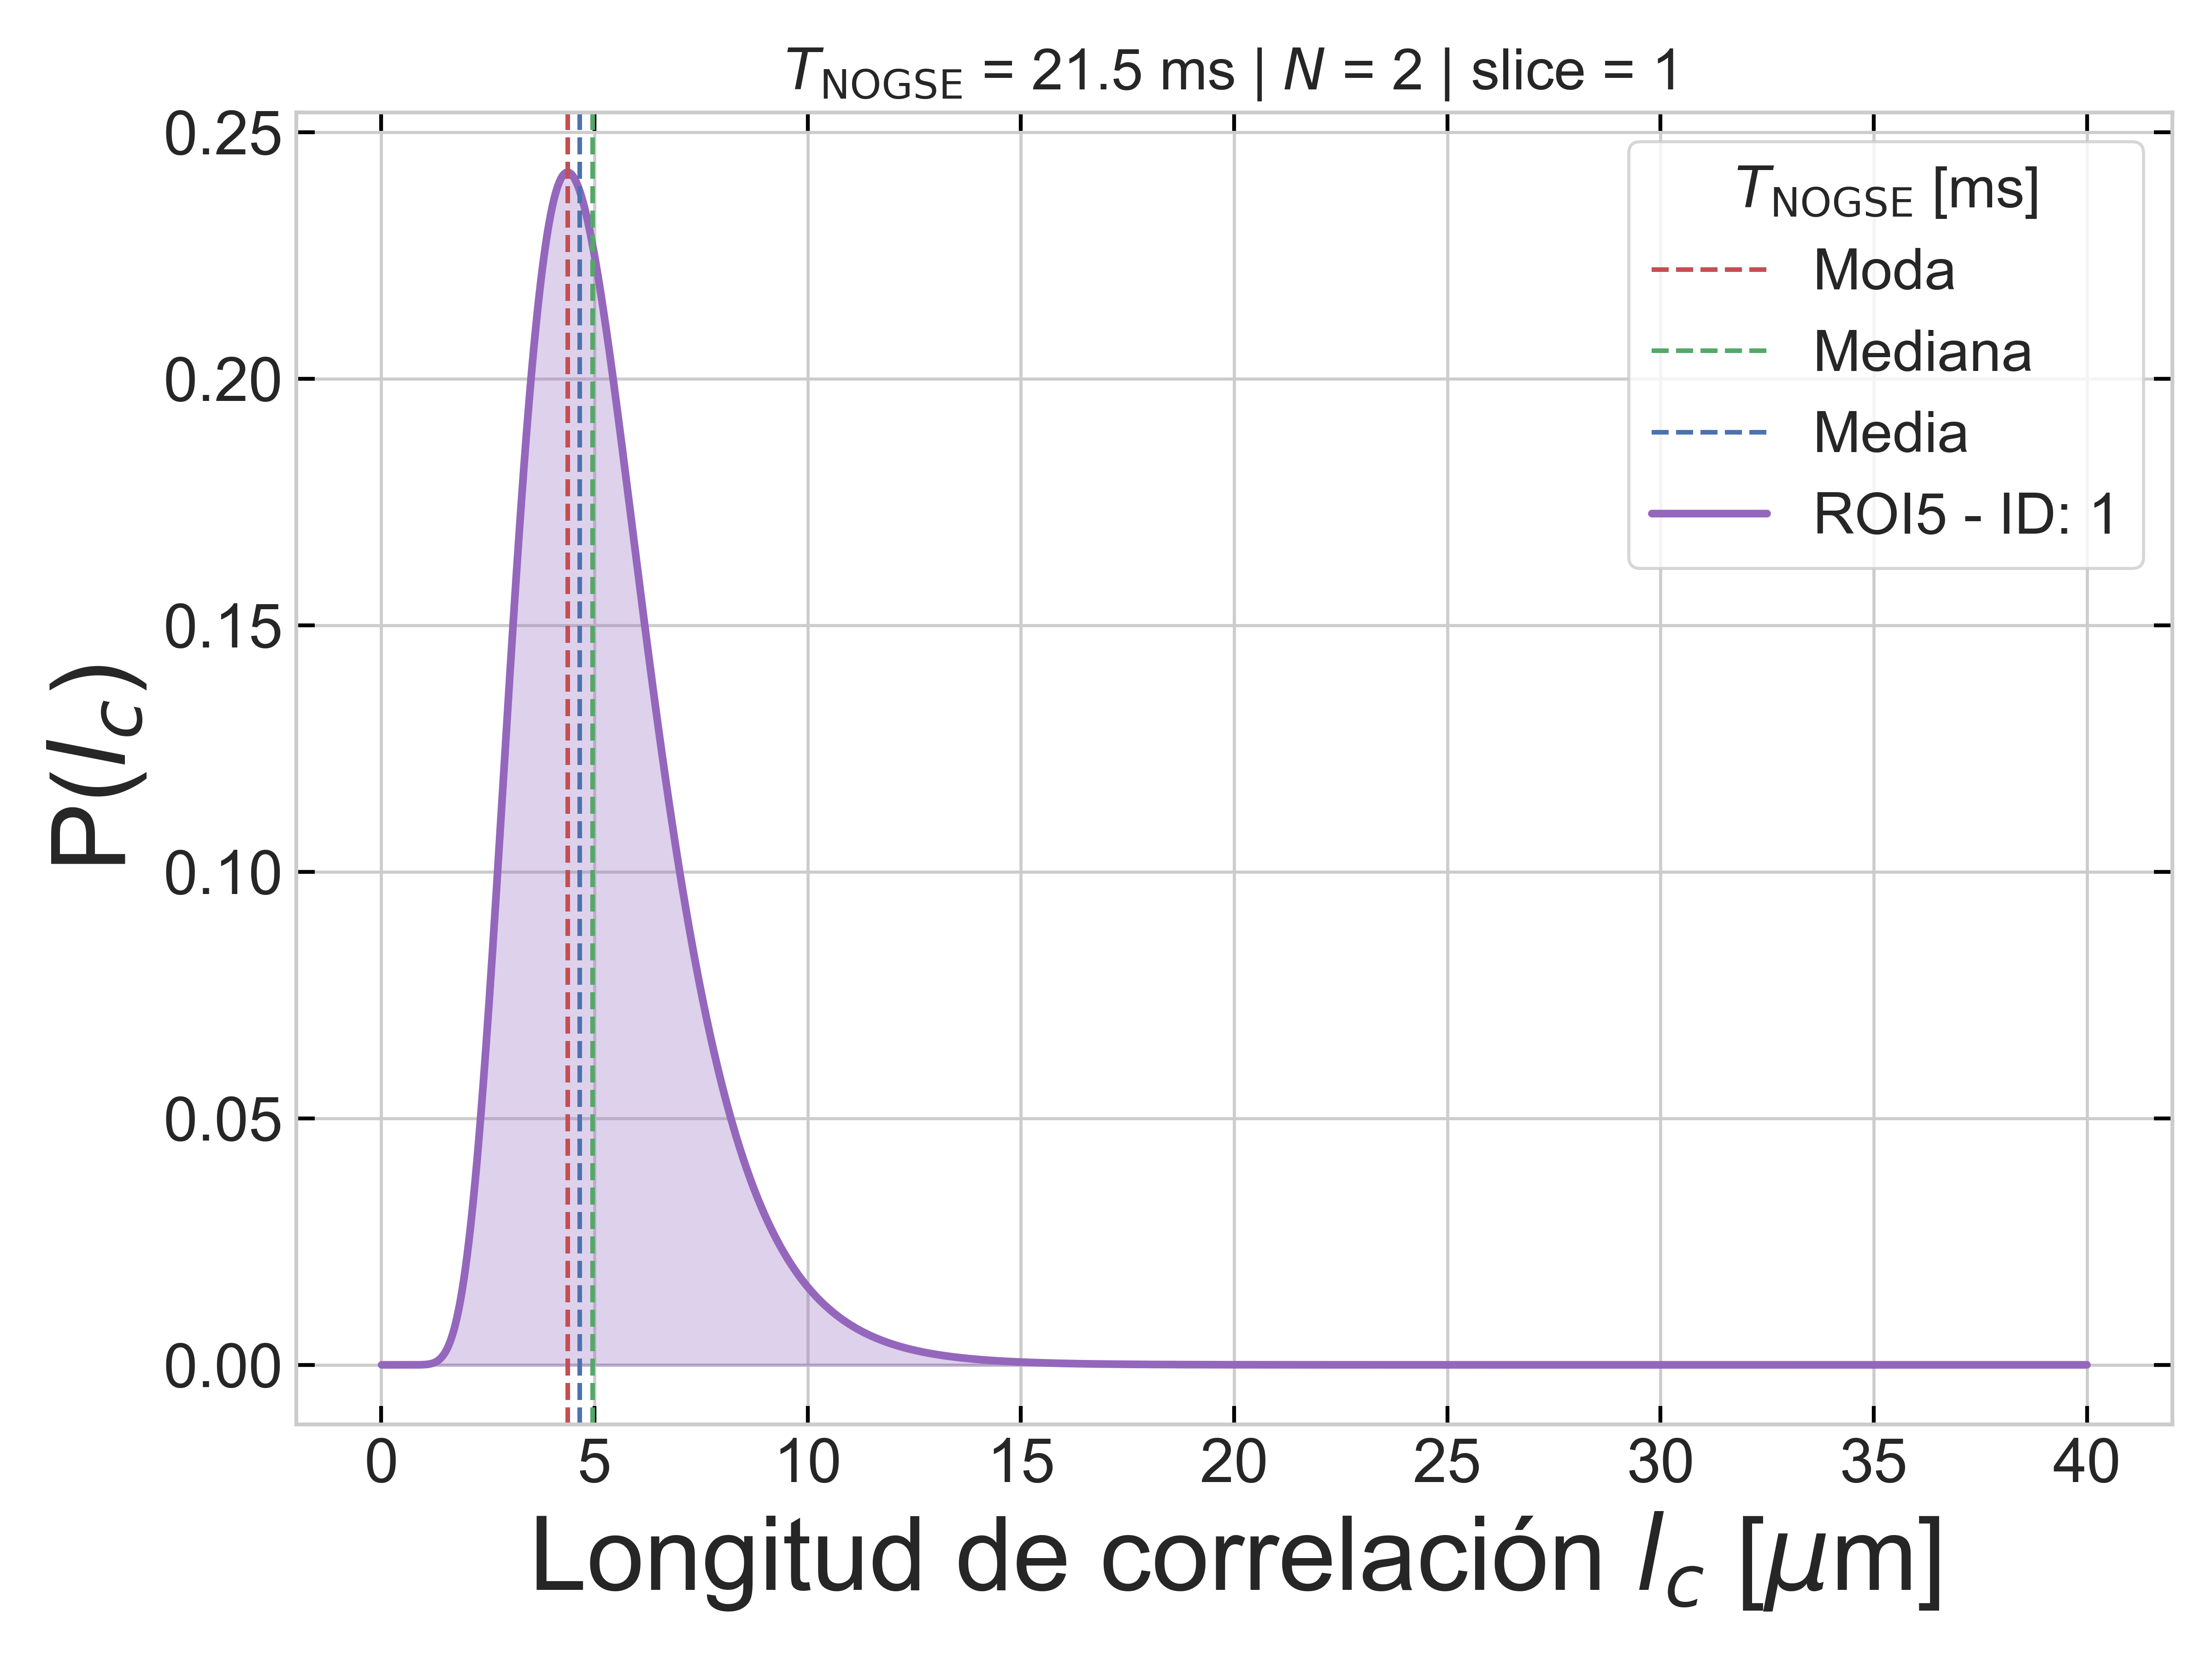 T_NOGSE = 21.5 ms | N = 2 | slice = 1
0.25
0.20
0.15
0.10
0.05
0.00
P(l_c)
T_NOGSE [ms]
Moda
Mediana
Media
ROI5 - ID: 1
0 5 10 15 20 25 30 35 40
Longitud de correlación l_c [μm]